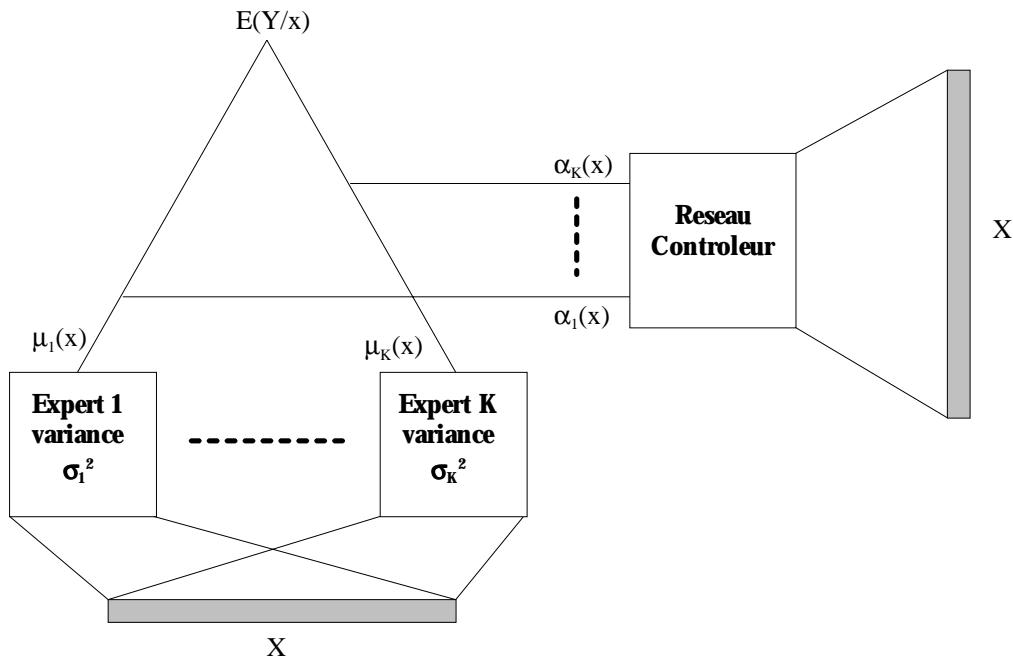 E(Y/x)
α_K(x)
Reseau
Controleur
X
α_1(x)
μ_1(x)
μ_K(x)
Expert 1
variance
σ_1²
Expert K
variance
σ_K²
X